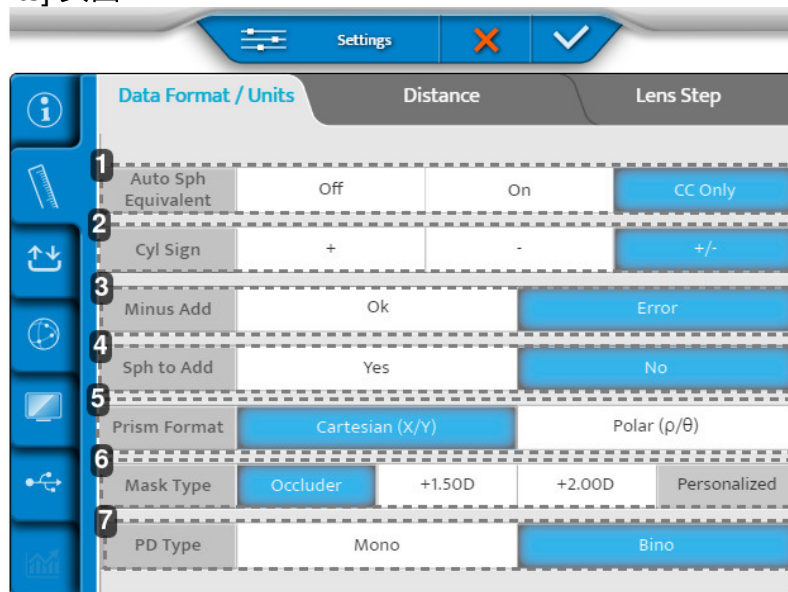 Settings
Data Format / Units Distance Lens Step
1
Auto Sph Equivalent Off On CC Only
2
Cyl Sign + - +/-
3
Minus Add Ok Error
4
Sph to Add Yes No
5
Prism Format Cartesian (X/Y) Polar (ρ/θ)
6
Mask Type Occluder +1.50D +2.00D Personalized
7
PD Type Mono Bino